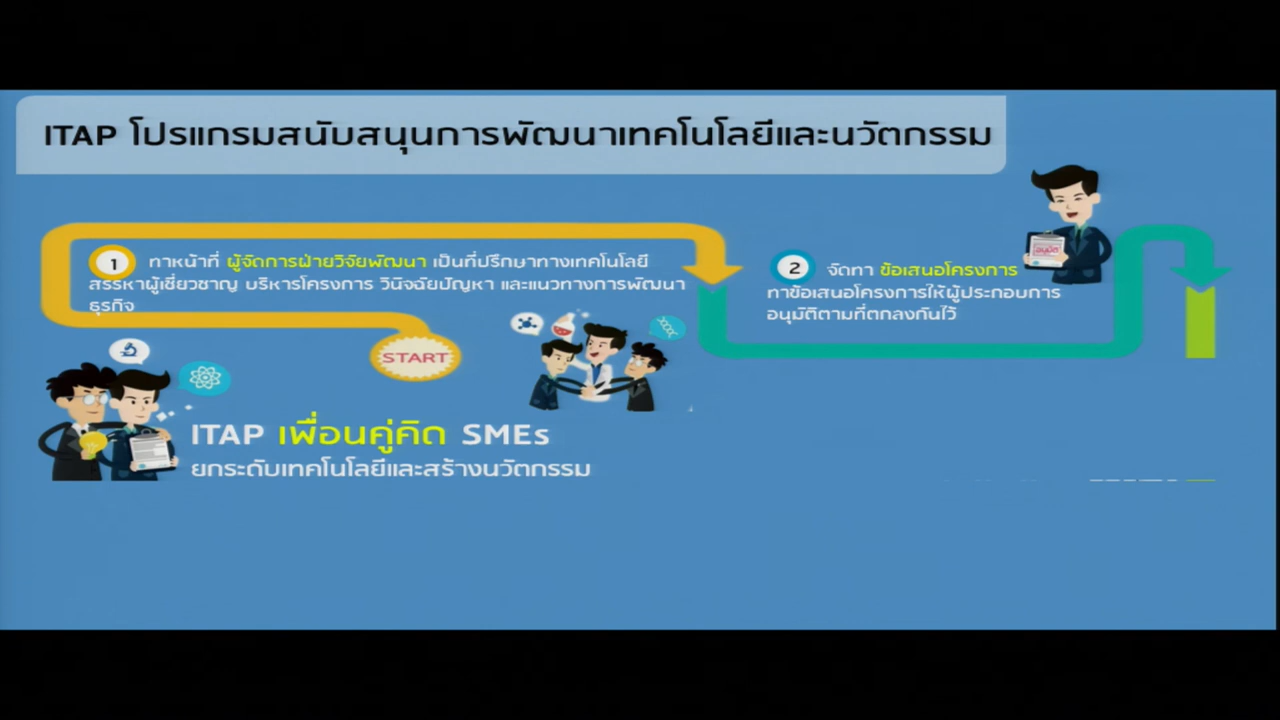 ITAP โปรแกรมสนับสนุนการพัฒนาเทคโนโลยีและนวัตกรรม
1 ทาหน้าที่ ผู้จัดการฝ่ายวิจัยพัฒนา เป็นที่ปรึกษาทางเทคโนโลยี
สรรหาผู้เชี่ยวชาญ บริหารโครงการ วินิจฉัยปัญหา และแนวทางการพัฒนา
ธุรกิจ
START
2 จัดทา ข้อเสนอโครงการ
ทาข้อเสนอโครงการให้ผู้ประกอบการ
อนุมัติตามที่ตกลงกันไว้
อนุมัติ
ITAP เพื่อนคู่คิด SMEs
ยกระดับเทคโนโลยีและสร้างนวัตกรรม